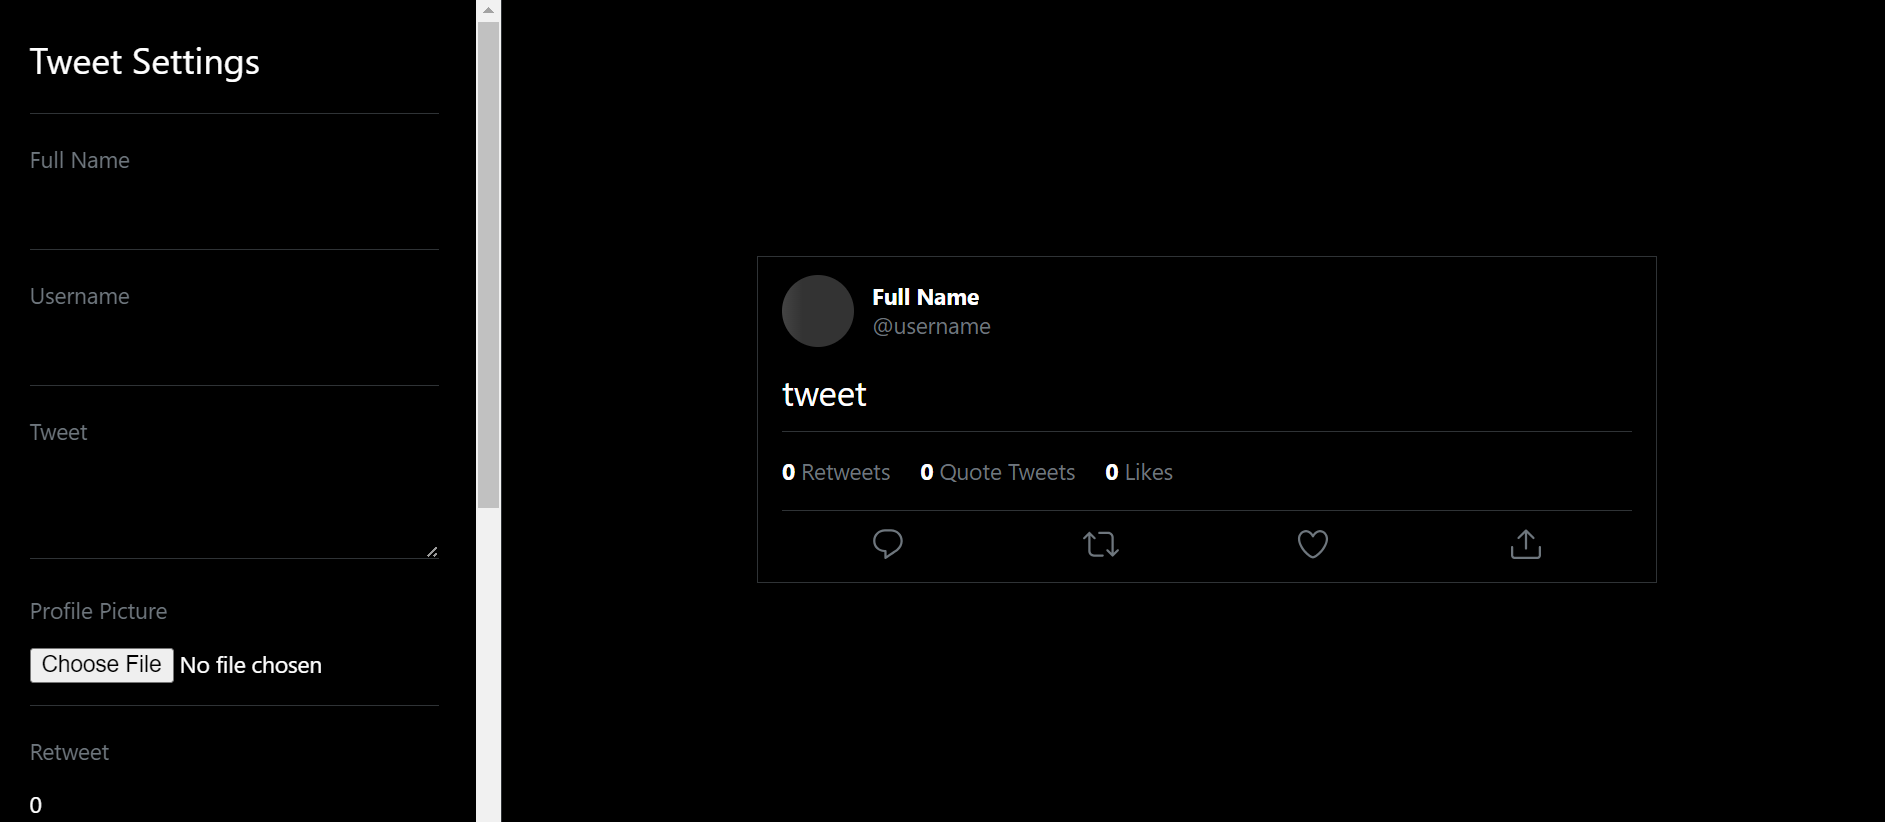 Tweet Settings
Full Name
Username
Tweet
Profile Picture
Choose File No file chosen
Retweet
0
Full Name
@username
tweet
0 Retweets 0 Quote Tweets 0 Likes